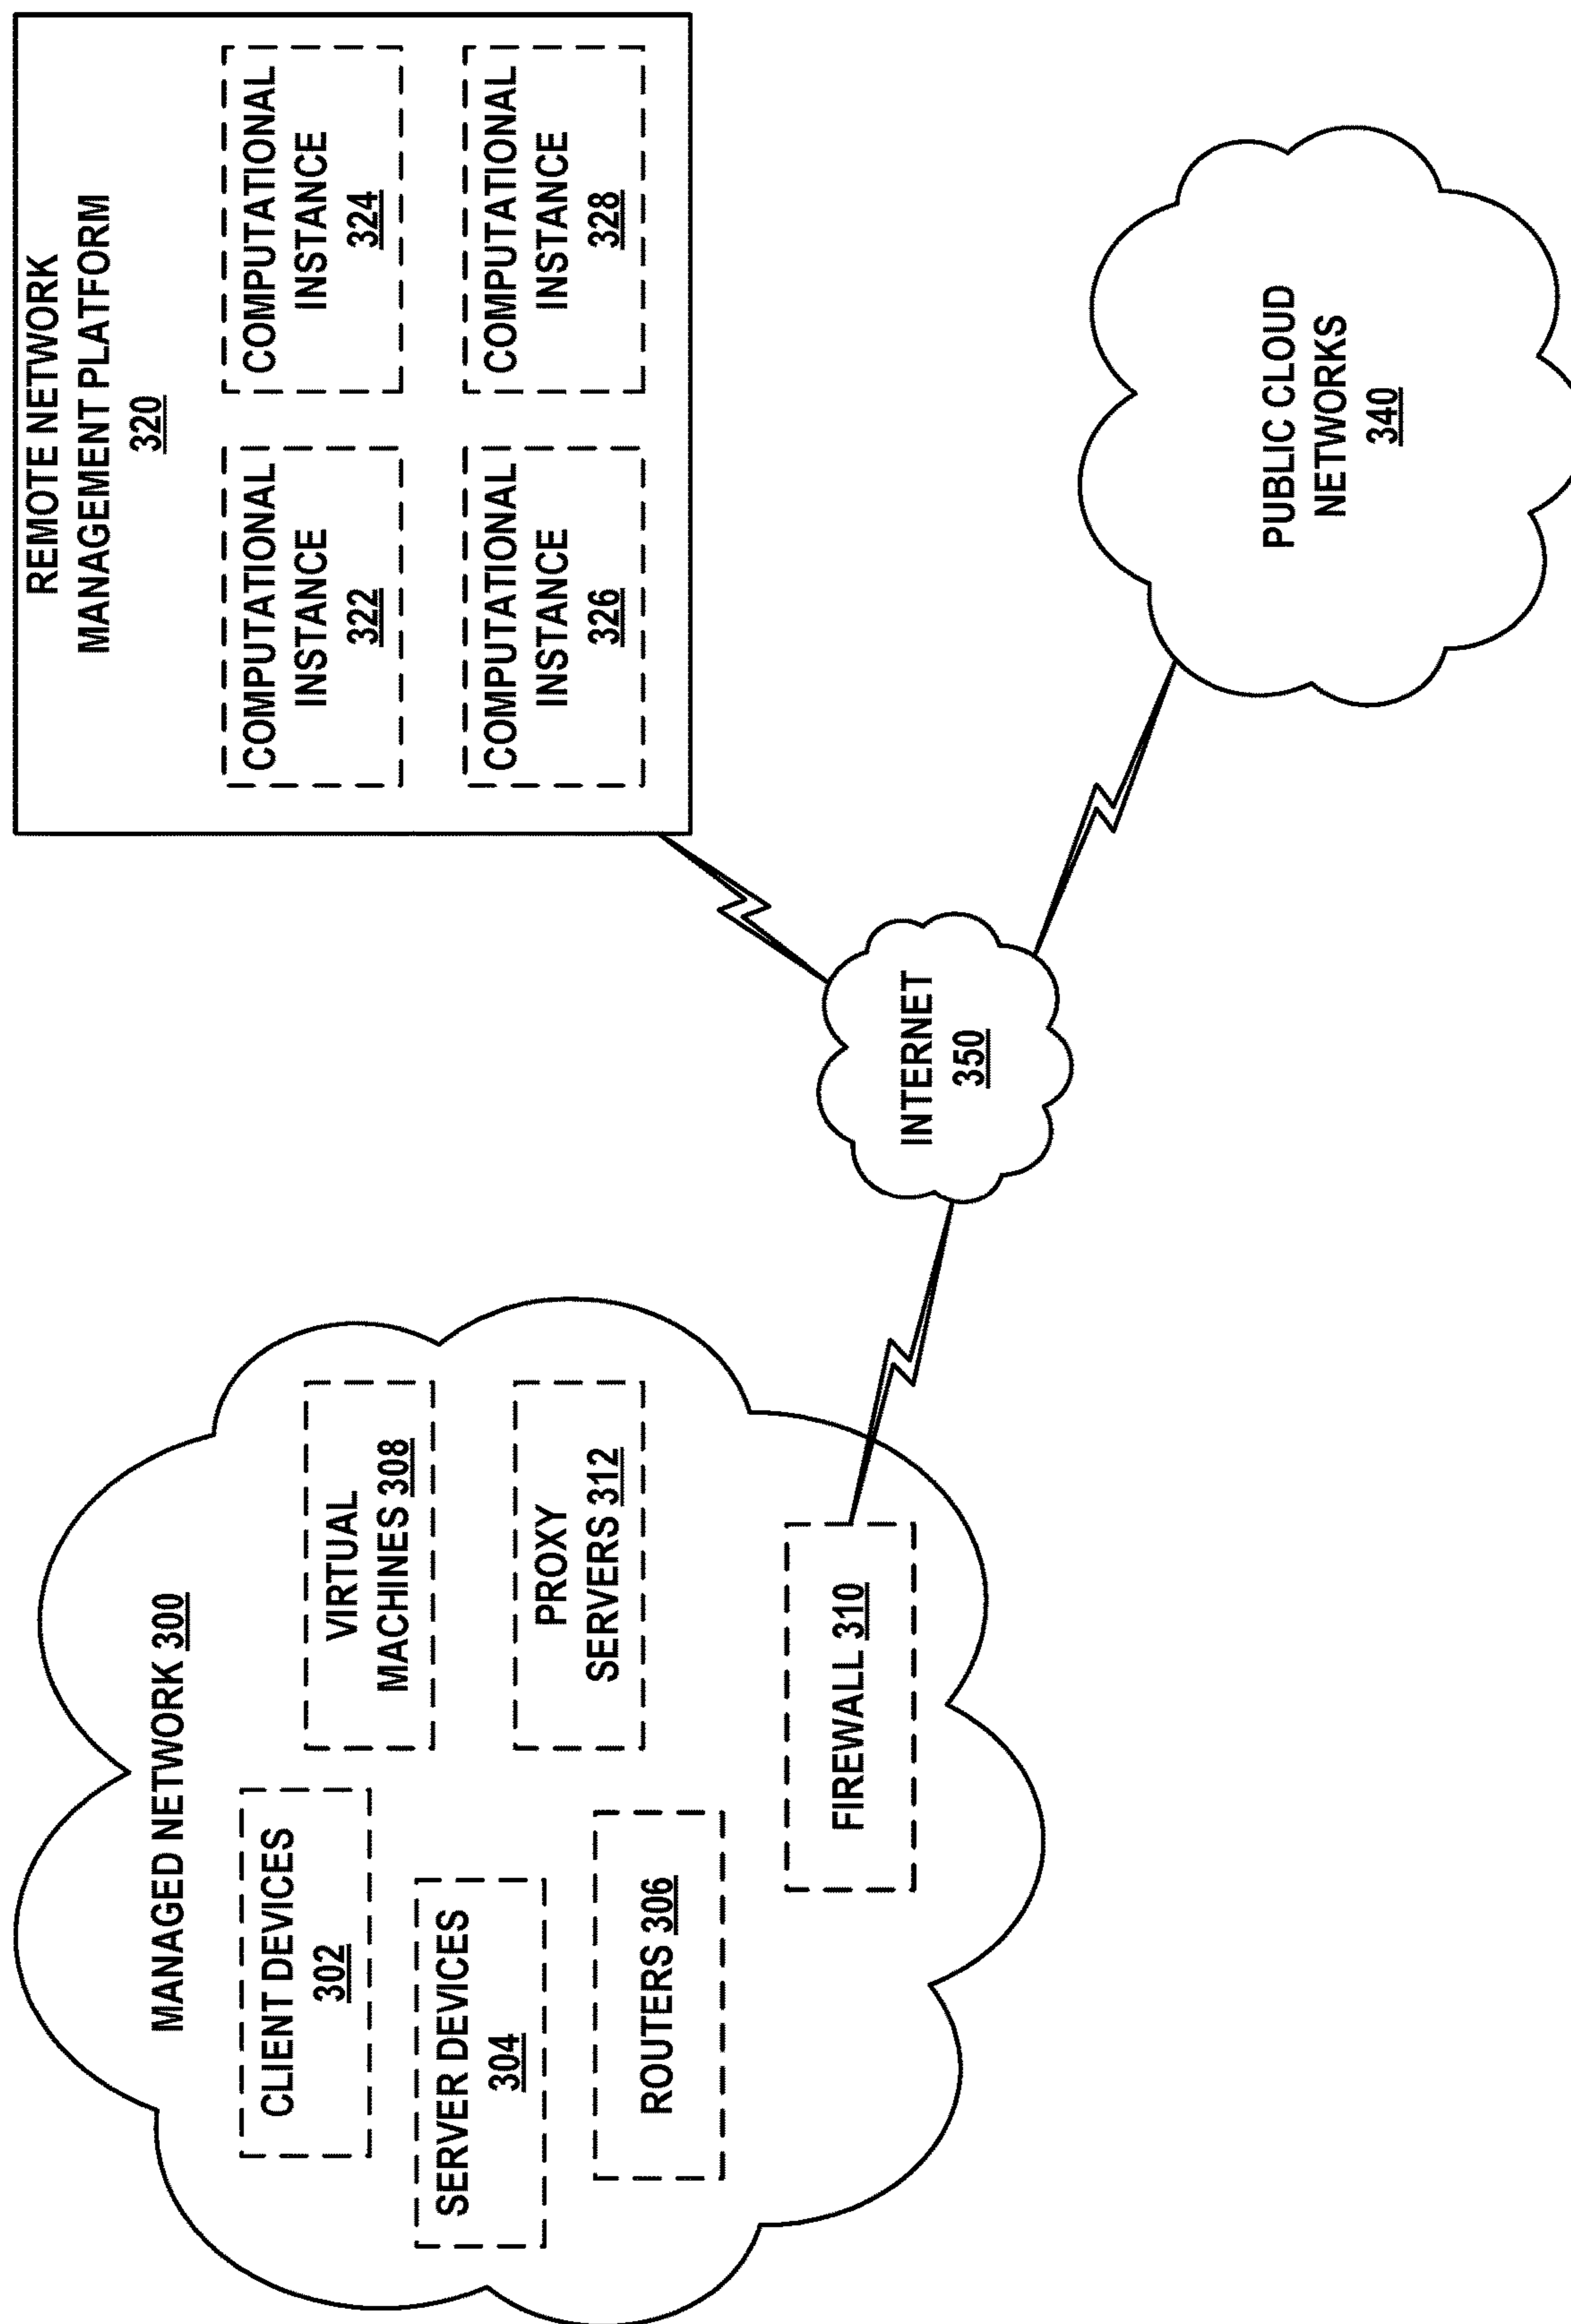 MANAGED NETWORK 300
CLIENT DEVICES
302
SERVER DEVICES
304
ROUTERS 306
VIRTUAL
MACHINES 308
PROXY
SERVERS 312
FIREWALL 310
INTERNET
350
REMOTE NETWORK
MANAGEMENT PLATFORM
320
COMPUTATIONAL
INSTANCE
322
COMPUTATIONAL
INSTANCE
324
COMPUTATIONAL
INSTANCE
326
COMPUTATIONAL
INSTANCE
328
PUBLIC CLOUD
NETWORKS
340